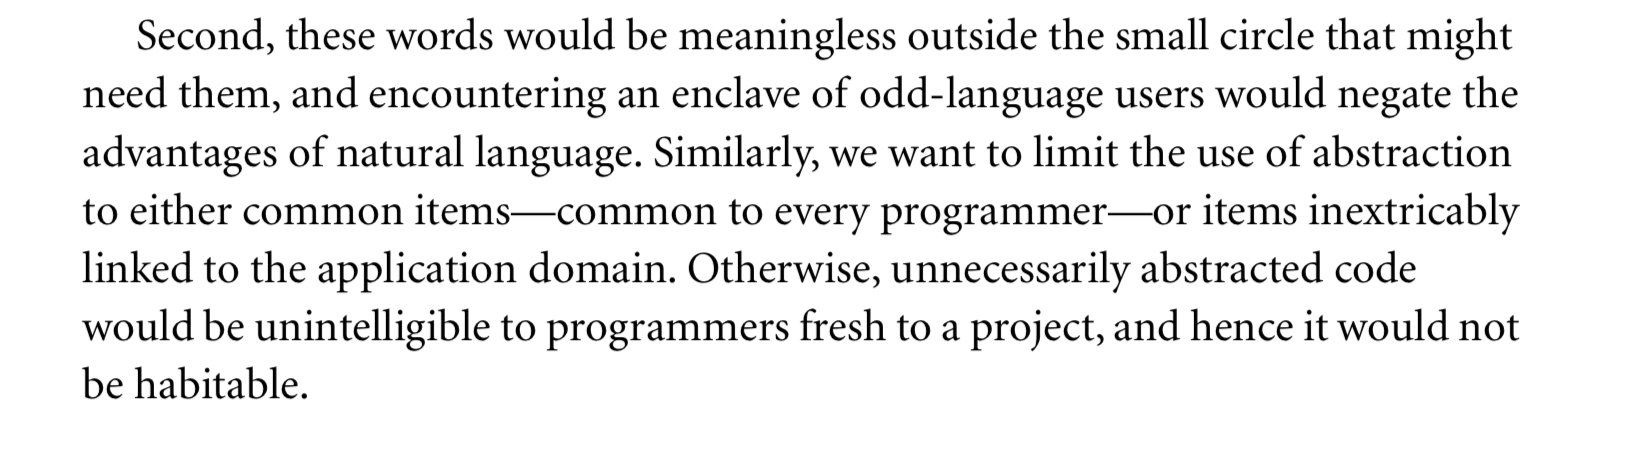 Second, these words would be meaningless outside the small circle that might
need them, and encountering an enclave of odd-language users would negate the
advantages of natural language. Similarly, we want to limit the use of abstraction
to either common items—common to every programmer—or items inextricably
linked to the application domain. Otherwise, unnecessarily abstracted code
would be unintelligible to programmers fresh to a project, and hence it would not
be habitable.